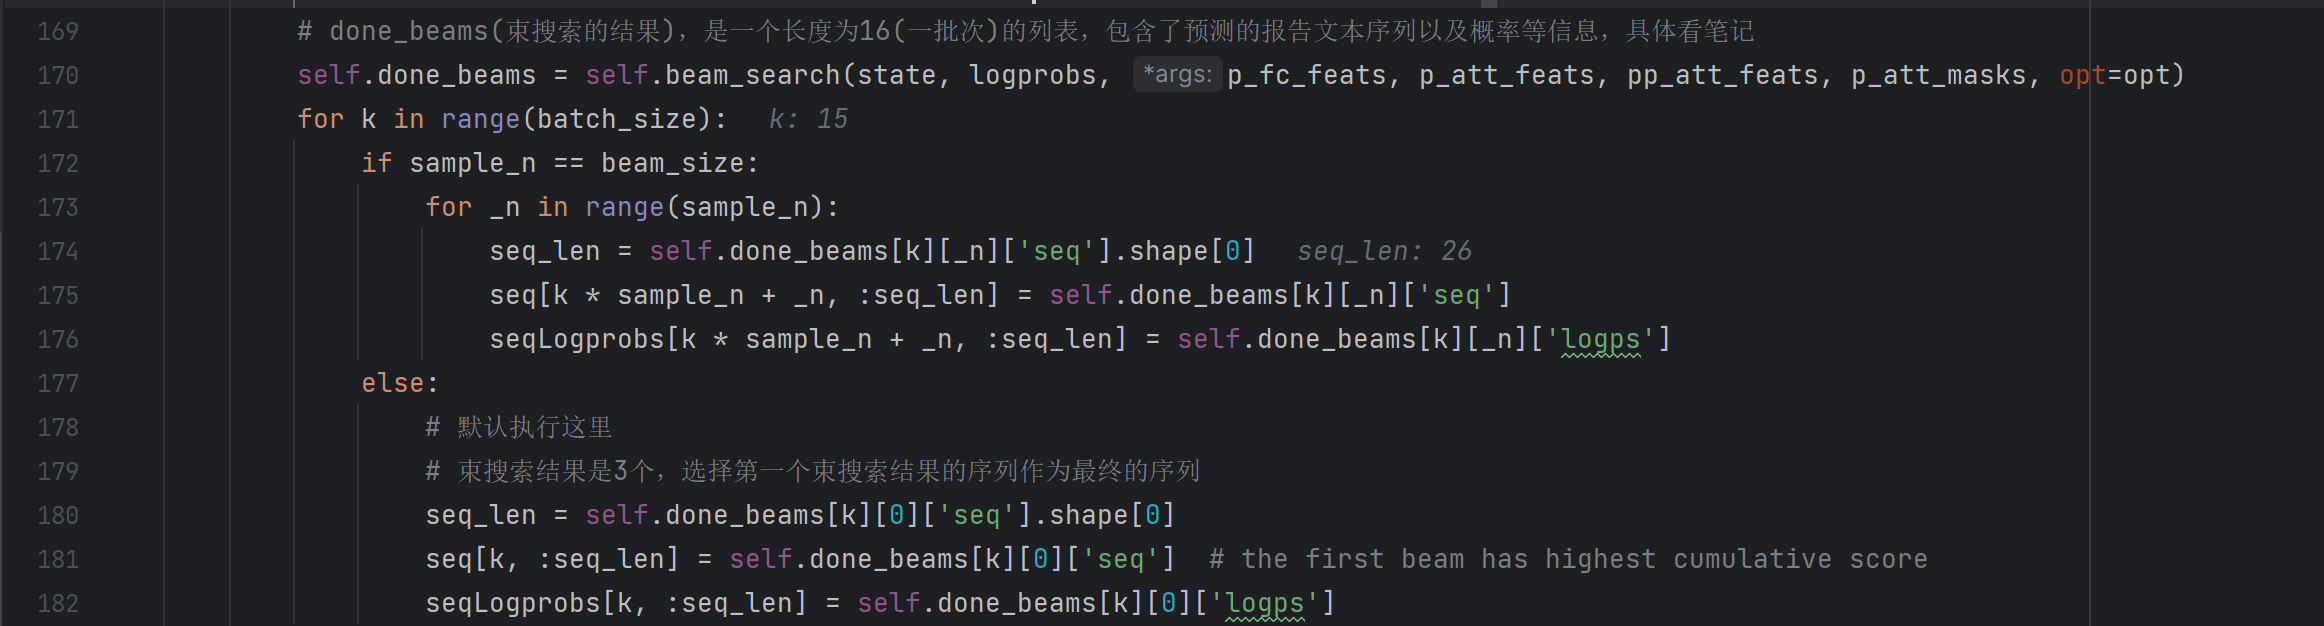 169 # done_beams(束搜索的结果)，是一个长度为16(一批次)的列表，包含了预测的报告文本序列以及概率等信息，具体看笔记
170 self.done_beams = self.beam_search(state, logprobs, *args: p_fc_feats, p_att_feats, pp_att_feats, p_att_masks, opt=opt)
171 for k in range(batch_size): k: 15
172 if sample_n == beam_size:
173 for _n in range(sample_n):
174 seq_len = self.done_beams[k][_n]['seq'].shape[0] seq_len: 26
175 seq[k * sample_n + _n, :seq_len] = self.done_beams[k][_n]['seq']
176 seqLogprobs[k * sample_n + _n, :seq_len] = self.done_beams[k][_n]['logps']
177 else:
178 # 默认执行这里
179 # 束搜索结果是3个，选择第一个束搜索结果的序列作为最终的序列
180 seq_len = self.done_beams[k][0]['seq'].shape[0]
181 seq[k, :seq_len] = self.done_beams[k][0]['seq'] # the first beam has highest cumulative score
182 seqLogprobs[k, :seq_len] = self.done_beams[k][0]['logps']